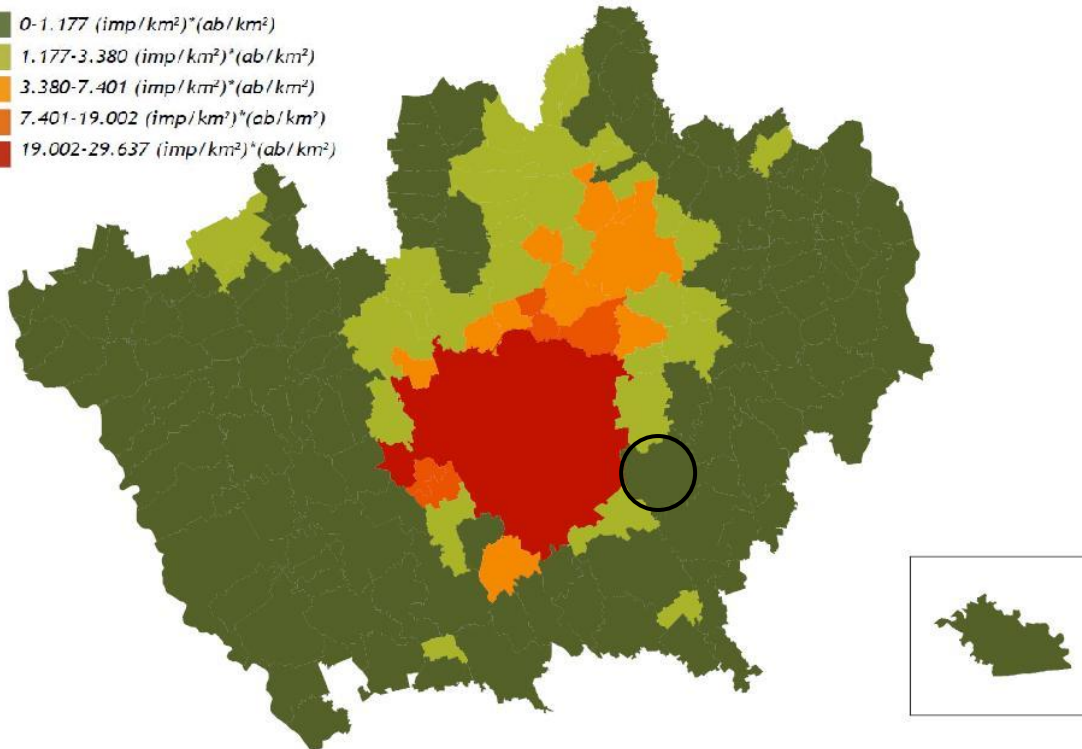 0-1.177 (imp/km²)*(ab/km²)
1.177-3.380 (imp/km²)*(ab/km²)
3.380-7.401 (imp/km²)*(ab/km²)
7.401-19.002 (imp/km²)*(ab/km²)
19.002-29.637 (imp/km²)*(ab/km²)